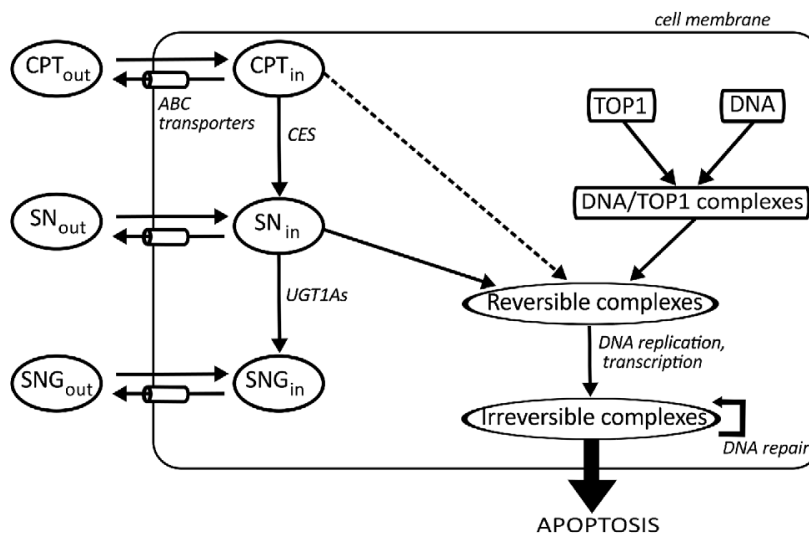 cell membrane
CPTout
CPTin
ABC
transporters
CES
TOP1
DNA
DNA/TOP1 complexes
SNout
SNin
UGT1As
Reversible complexes
DNA replication,
transcription
SNGout
SNGin
Irreversible complexes
DNA repair
APOPTOSIS